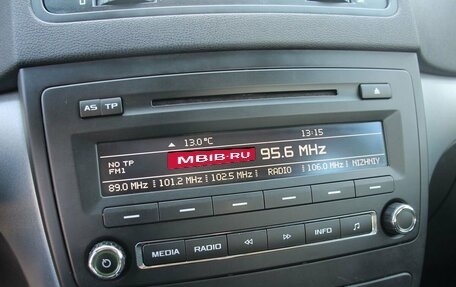 AS TP
13.0°C 13:15
NO TP
FM1
MBIB.RU 95.6 MHz
89.0 MHz 101.2 MHz 102.5 MHz RADIO 106.0 MHz NIZHNIY
MEDIA RADIO INFO